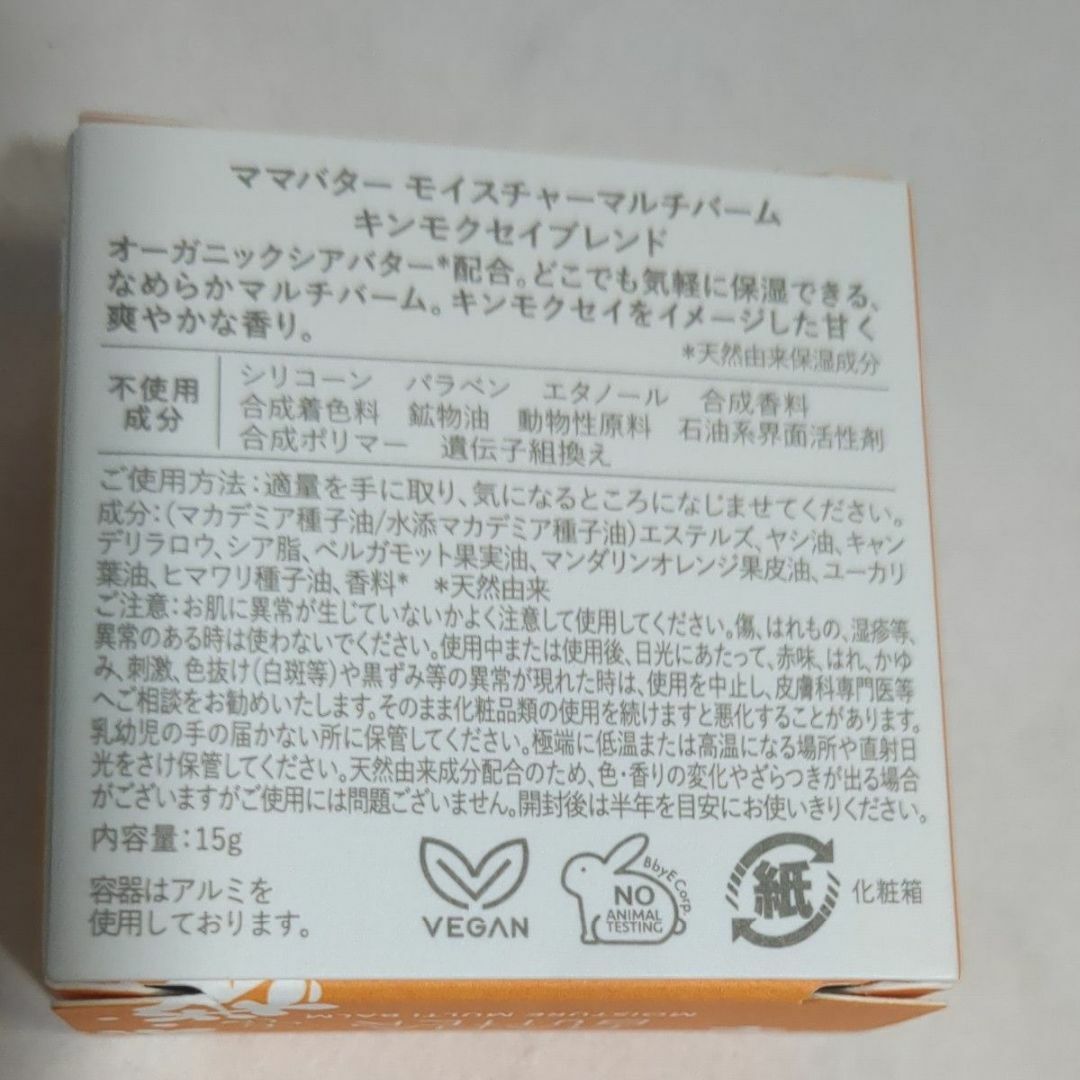 ママバター モイスチャーマルチバーム
キンモクセイブレンド
オーガニックシアバター*配合。どこでも気軽に保湿できる、
なめらかマルチバーム。キンモクセイをイメージした甘く
爽やかな香り。
*天然由来保湿成分
不使用
成分
シリコーン パラベン エタノール 合成香料
合成着色料 鉱物油 動物性原料 石油系界面活性剤
合成ポリマー 遺伝子組換え
ご使用方法:適量を手に取り、気になるところになじませてください。
成分:(マカデミア種子油/水添マカデミア種子油)エステルズ、ヤシ油、キャン
デリラロウ、シア脂、ベルガモット果実油、マンダリンオレンジ果皮油、ユーカリ
葉油、ヒマワリ種子油、香料* *天然由来
ご注意:お肌に異常が生じていないかよく注意して使用してください。傷、はれもの、湿疹等、
異常のある時は使わないでください。使用中または使用後、日光にあたって、赤味、はれ、かゆ
み、刺激、色抜け(白斑等)や黒ずみ等の異常が現れた時は、使用を中止し、皮膚科専門医等
へご相談をお勧めいたします。そのまま化粧品類の使用を続けますと悪化することがあります。
乳幼児の手の届かない所に保管してください。極端に低温または高温になる場所や直射日
光をさけ保管してください。天然由来成分配合のため、色・香りの変化やざらつきが出る場合
がございますがご使用には問題ございません。開封後は半年を目安にお使いきりください。
内容量:15g
容器はアルミを
使用しております。
VEGAN
BbyE Corp.
NO
ANIMAL
TESTING
紙
化粧箱
MOISTURE MULTI BALM